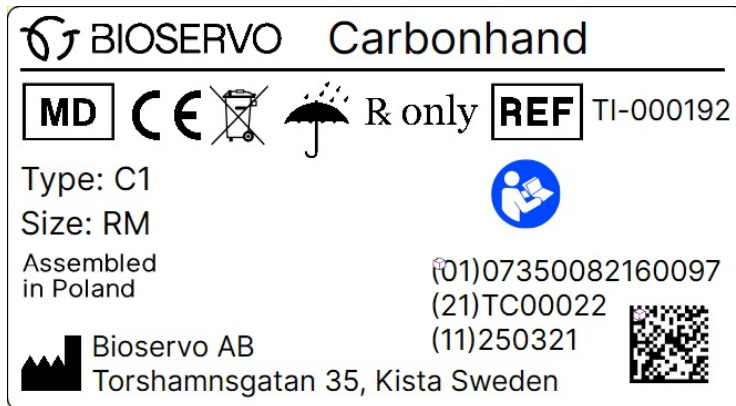 BIOSERVO Carbonhand
MD CE ℞ only REF TI-000192
Type: C1
Size: RM
Assembled
in Poland
(01)07350082160097
(21)TC00022
(11)250321
Bioservo AB
Torshamnsgatan 35, Kista Sweden